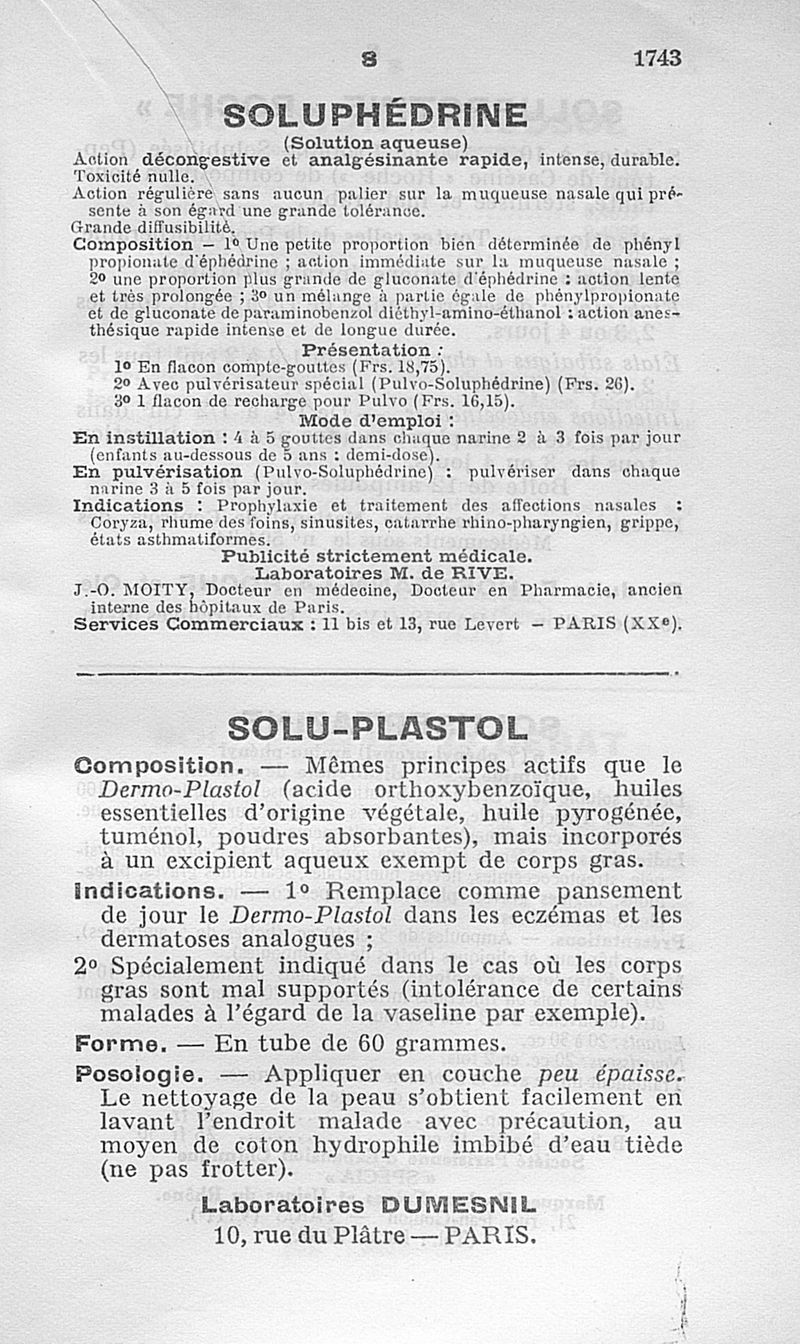 S 1743
SOLUPHÉDRINE
(Solution aqueuse)
Action décongestive et analgésinante rapide, intense, durable.
Toxicité nulle.
Action régulière sans aucun palier sur la muqueuse nasale qui pré-
sente à son égard une grande tolérance.
Grande diffusibilité.
Composition — 1º Une petite proportion bien déterminée de phényl
propionate d'éphédrine ; action immédiate sur la muqueuse nasale ;
2º une proportion plus grande de gluconate d'éphédrine : action lente
et très prolongée ; 3º un mélange à partie égale de phénylpropionate
et de gluconate de paraminobenzol diéthyl-amino-éthanol : action anes-
thésique rapide intense et de longue durée.
Présentation :
1º En flacon compte-gouttes (Frs. 18,75).
2º Avec pulvérisateur spécial (Pulvo-Soluphédrine) (Frs. 26).
3º 1 flacon de recharge pour Pulvo (Frs. 16,15).
Mode d'emploi :
En instillation : 4 à 5 gouttes dans chaque narine 2 à 3 fois par jour
(enfants au-dessous de 5 ans : demi-dose).
En pulvérisation (Pulvo-Soluphédrine) : pulvériser dans chaque
narine 3 à 5 fois par jour.
Indications : Prophylaxie et traitement des affections nasales :
Coryza, rhume des foins, sinusites, catarrhe rhino-pharyngien, grippe,
états asthmatiformes.
Publicité strictement médicale.
Laboratoires M. de RIVE.
J.-O. MOITY, Docteur en médecine, Docteur en Pharmacie, ancien
interne des hôpitaux de Paris.
Services Commerciaux : 11 bis et 13, rue Levert — PARIS (XXe).
SOLU-PLASTOL
Composition. — Mêmes principes actifs que le
Dermo-Plastol (acide orthoxybenzoïque, huiles
essentielles d'origine végétale, huile pyrogénée,
tuménol, poudres absorbantes), mais incorporés
à un excipient aqueux exempt de corps gras.
Indications. — 1º Remplace comme pansement
de jour le Dermo-Plastol dans les eczémas et les
dermatoses analogues ;
2º Spécialement indiqué dans le cas où les corps
gras sont mal supportés (intolérance de certains
malades à l'égard de la vaseline par exemple).
Forme. — En tube de 60 grammes.
Posologie. — Appliquer en couche peu épaisse.
Le nettoyage de la peau s'obtient facilement en
lavant l'endroit malade avec précaution, au
moyen de coton hydrophile imbibé d'eau tiède
(ne pas frotter).
Laboratoires DUMESNIL
10, rue du Plâtre — PARIS.